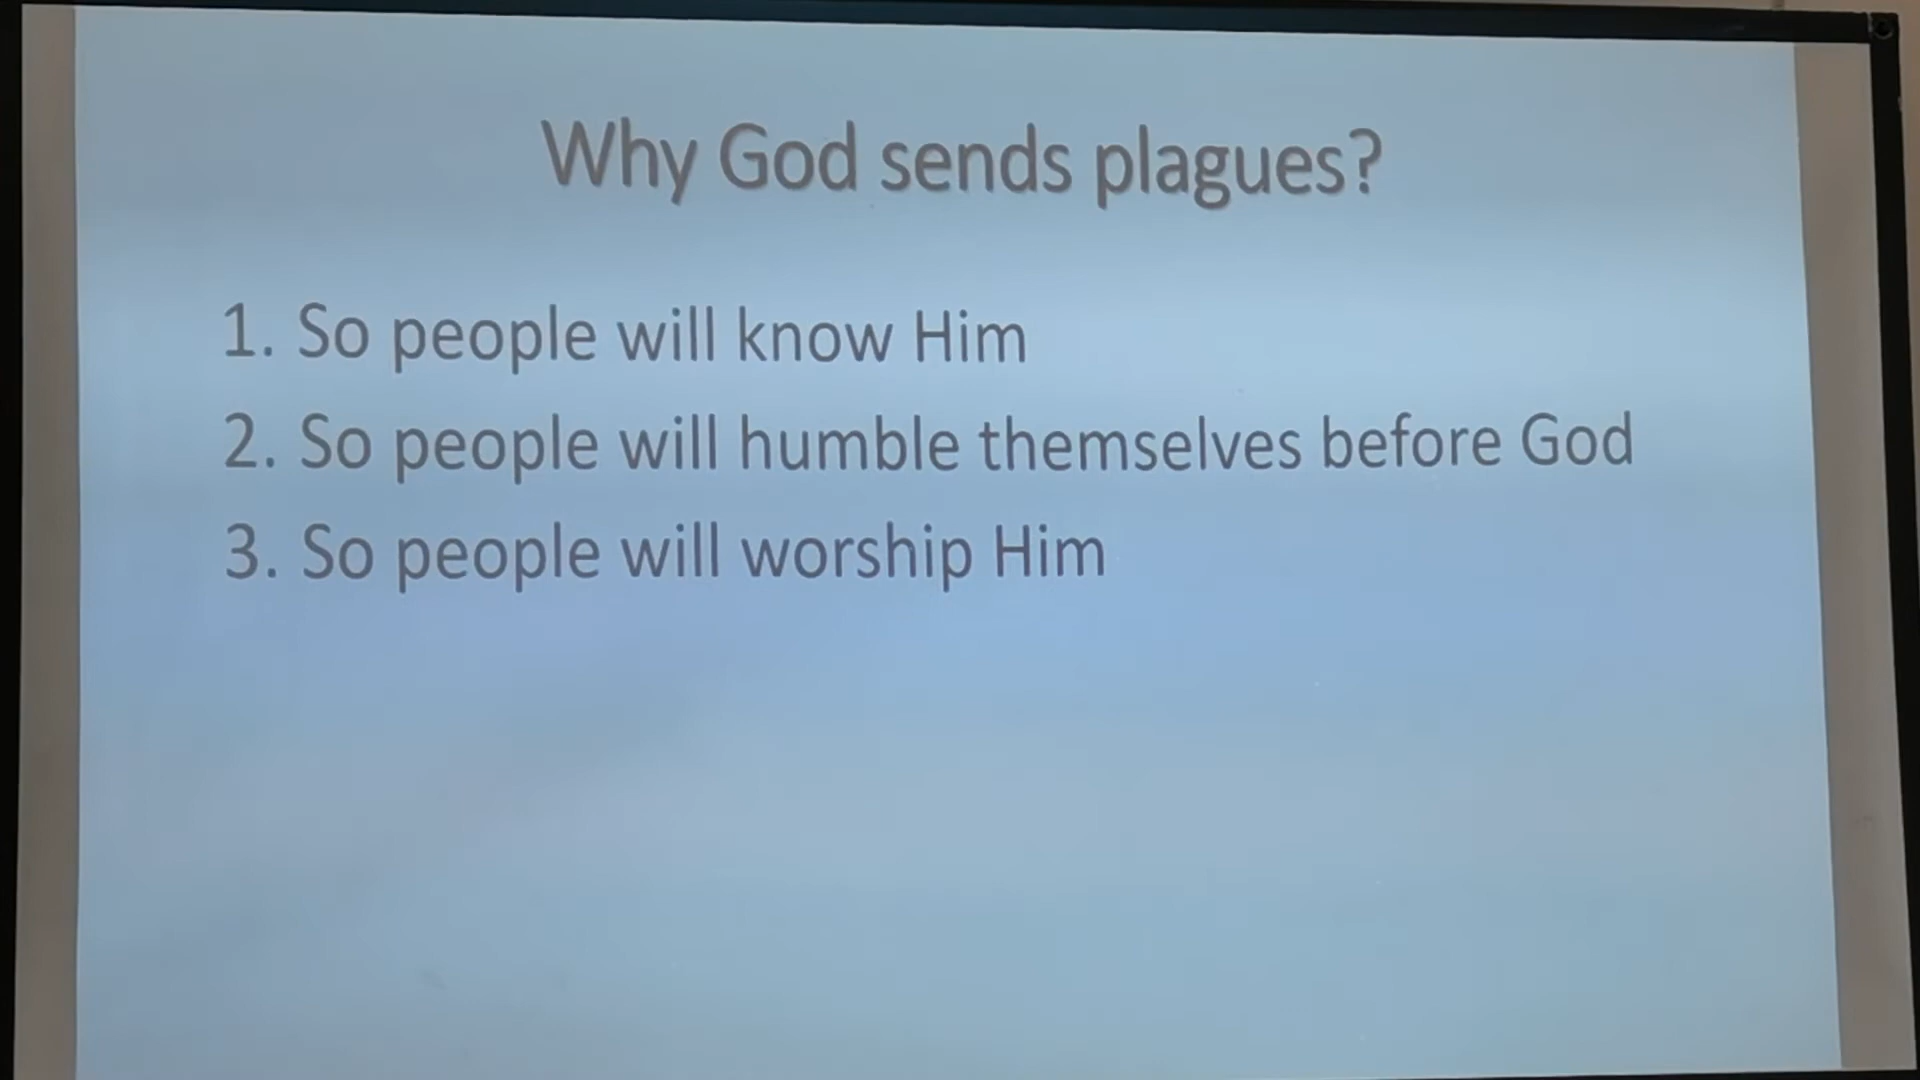 Why God sends plagues?
1. So people will know Him
2. So people will humble themselves before God
3. So people will worship Him